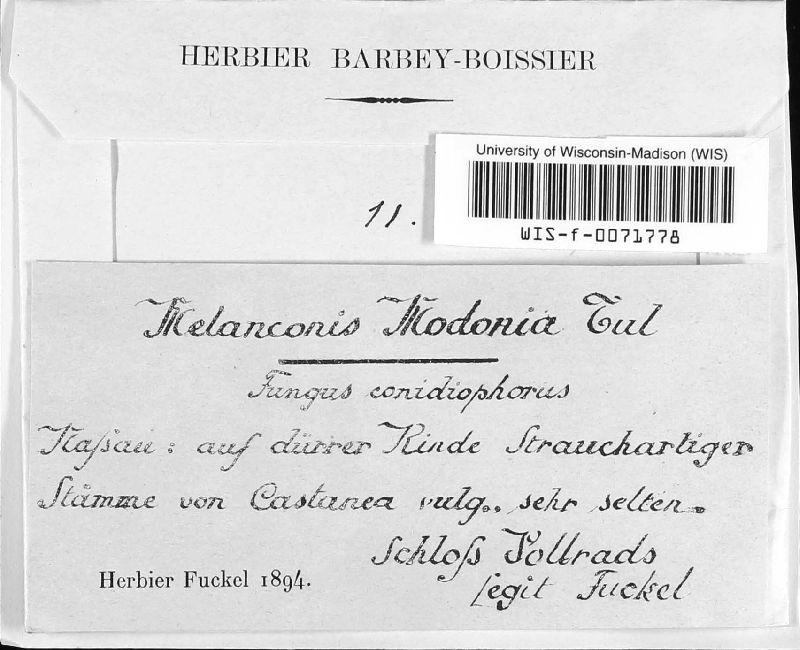 HERBIER BARBEY-BOISSIER
University of Wisconsin-Madison (WIS)
WIS-f-0071778
11.
Melanconis Modonia Tul
Fungus conidiophorus
Naſsau: auf dürrer Rinde Strauchartiger
Stämme von Castanea vulg.. sehr selten.
Schloſs Vollrads
Herbier Fuckel 1894.
legit Fuckel